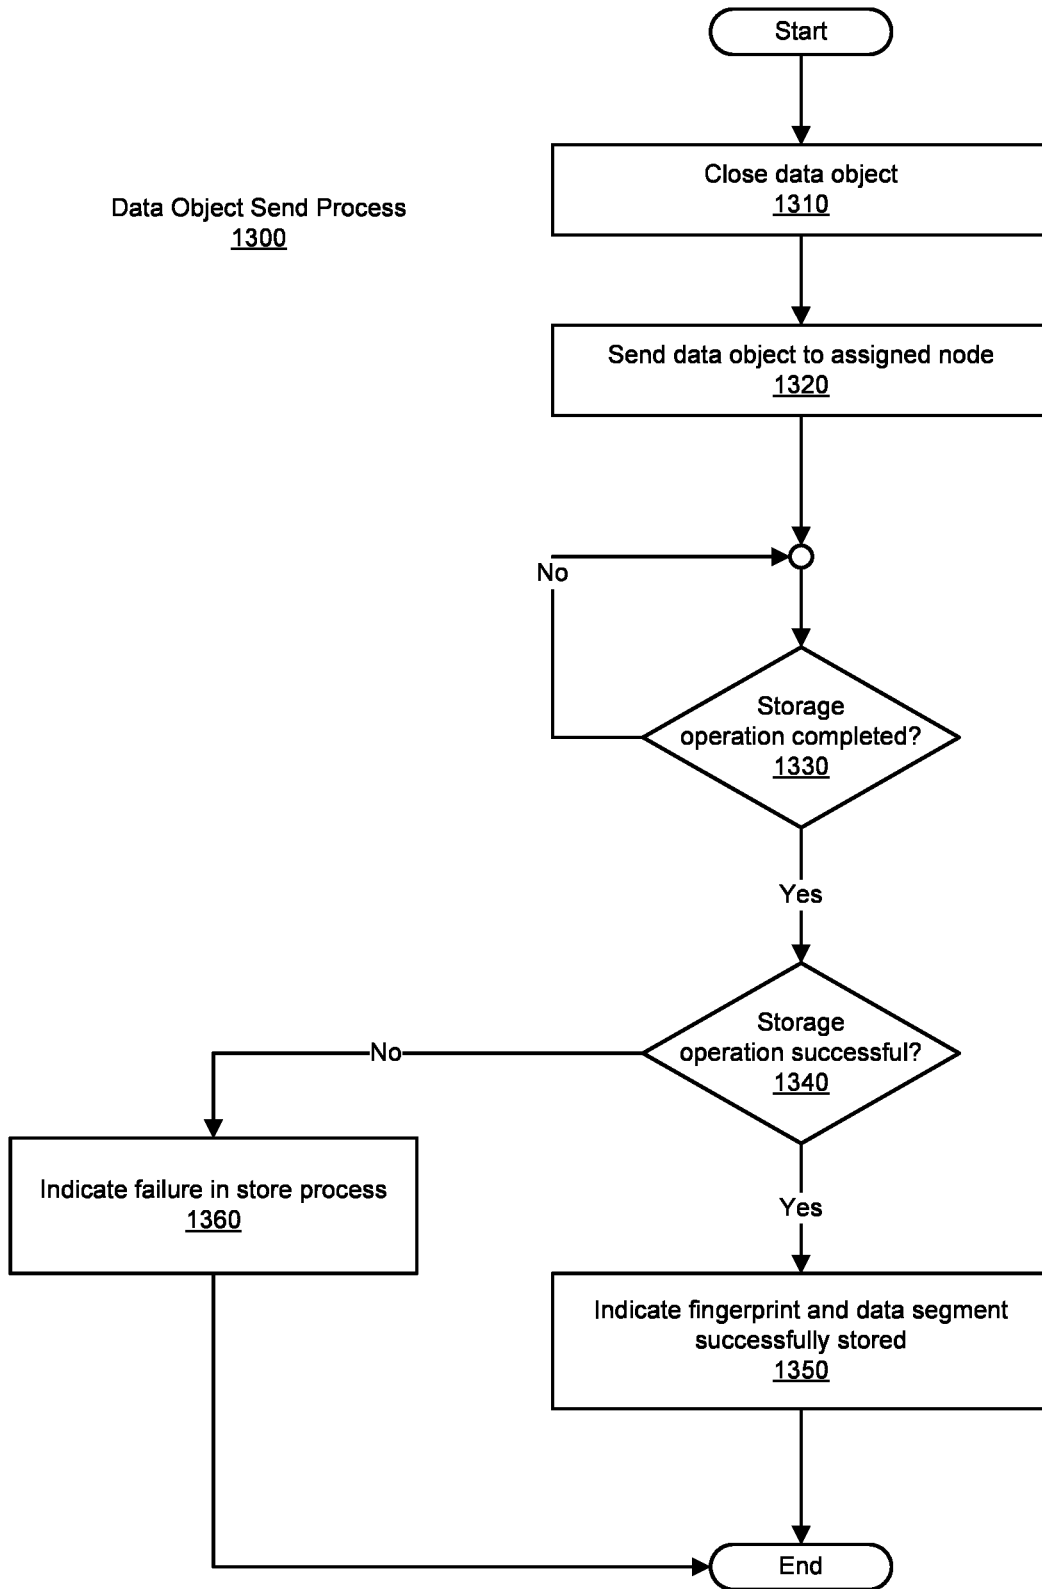 Start
Close data object
1310
Data Object Send Process
1300
Send data object to assigned node
1320
No
Storage
operation completed?
1330
Yes
Storage
operation successful?
1340
No
Indicate failure in store process
1360
Yes
Indicate fingerprint and data segment
successfully stored
1350
End